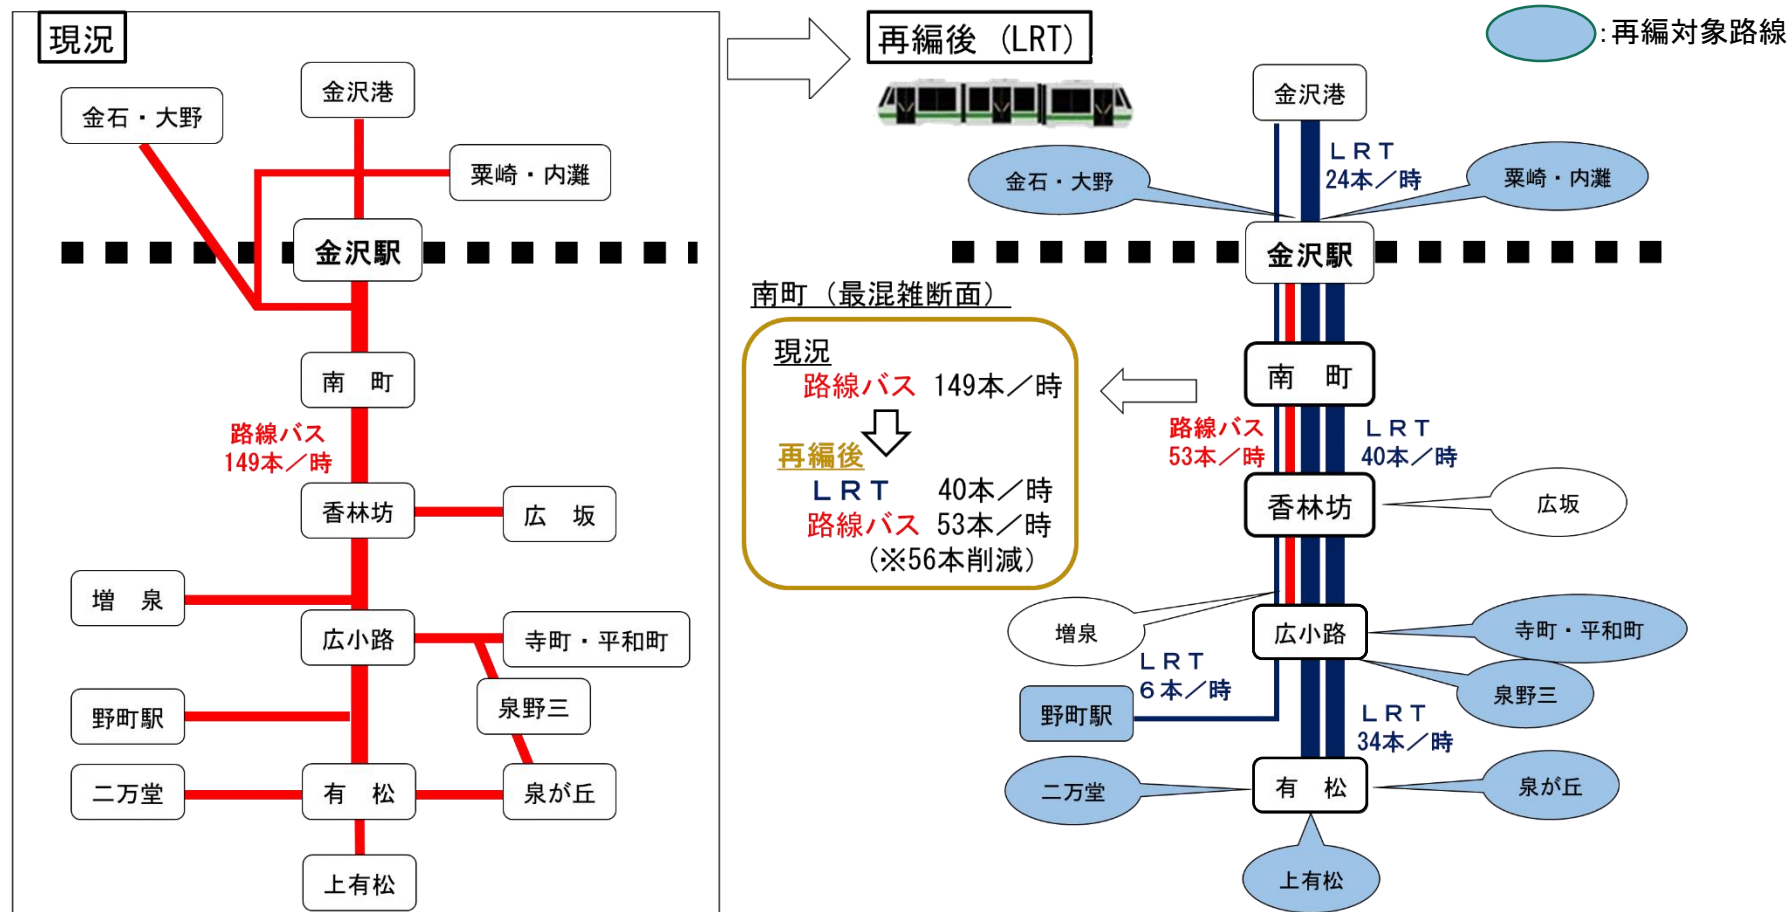 現況
金沢港
金石・大野
粟崎・内灘
金沢駅
南　町
路線バス
149本／時
香林坊
広　坂
増　泉
広小路
寺町・平和町
泉野三
野町駅
二万堂
有　松
泉が丘
上有松
再編後（LRT）
：再編対象路線
金沢港
ＬＲＴ
24本／時
金石・大野
粟崎・内灘
金沢駅
南町（最混雑断面）
現況
路線バス 149本／時
再編後
ＬＲＴ 40本／時
路線バス 53本／時
（※56本削減）
南　町
路線バス
53本／時
ＬＲＴ
40本／時
香林坊
広坂
増泉
広小路
寺町・平和町
ＬＲＴ
６本／時
泉野三
野町駅
ＬＲＴ
34本／時
二万堂
有　松
泉が丘
上有松